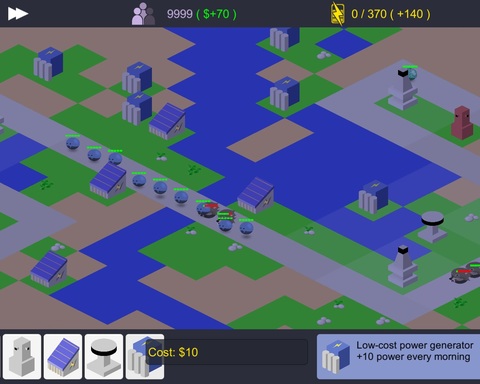 9999 ( $+70 )
0 / 370 ( +140 )
Cost: $10
Low-cost power generator
+10 power every morning